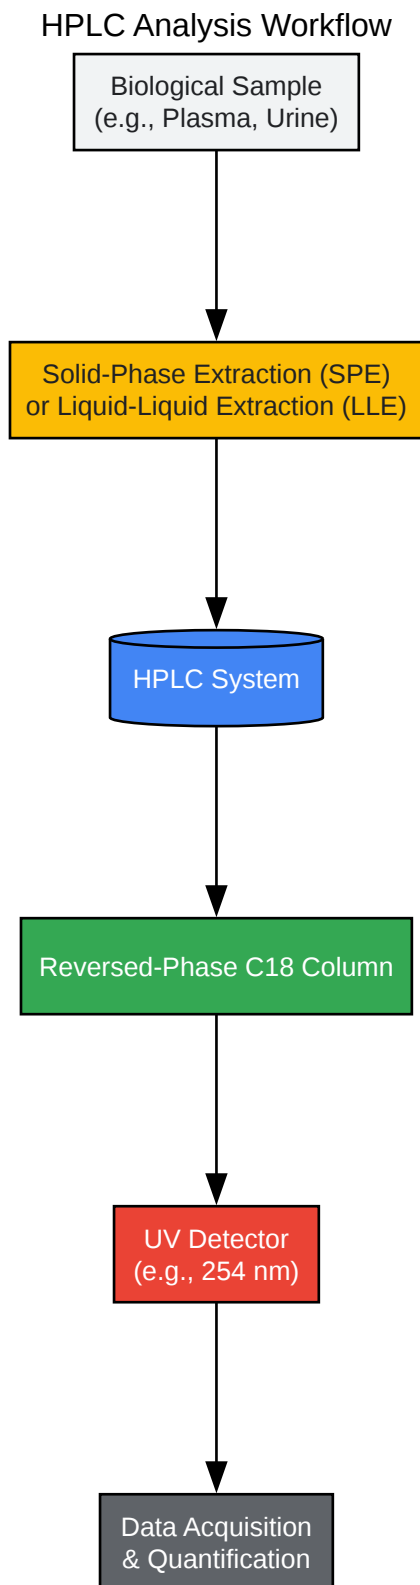 HPLC Analysis Workflow
Biological Sample
(e.g., Plasma, Urine)
Solid-Phase Extraction (SPE)
or Liquid-Liquid Extraction (LLE)
HPLC System
Reversed-Phase C18 Column
UV Detector
(e.g., 254 nm)
Data Acquisition
& Quantification